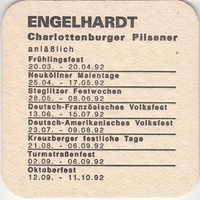 ENGELHARDT
Charlottenburger Pilsener
anläßlich
Frühlingsfest
20.03. - 20.04.92
Neuköllner Maientage
25.04. - 17.05.92
Steglitzer Festwochen
28.05. - 08.06.92
Deutsch-Französisches Volksfest
13.06. - 15.07.92
Deutsch-Amerikanisches Volksfest
23.07. - 09.08.92
Kreuzberger festliche Tage
21.08. - 06.09.92
Turmstraßenfest
02.09. - 06.09.92
Oktoberfest
12.09. - 11.10.92